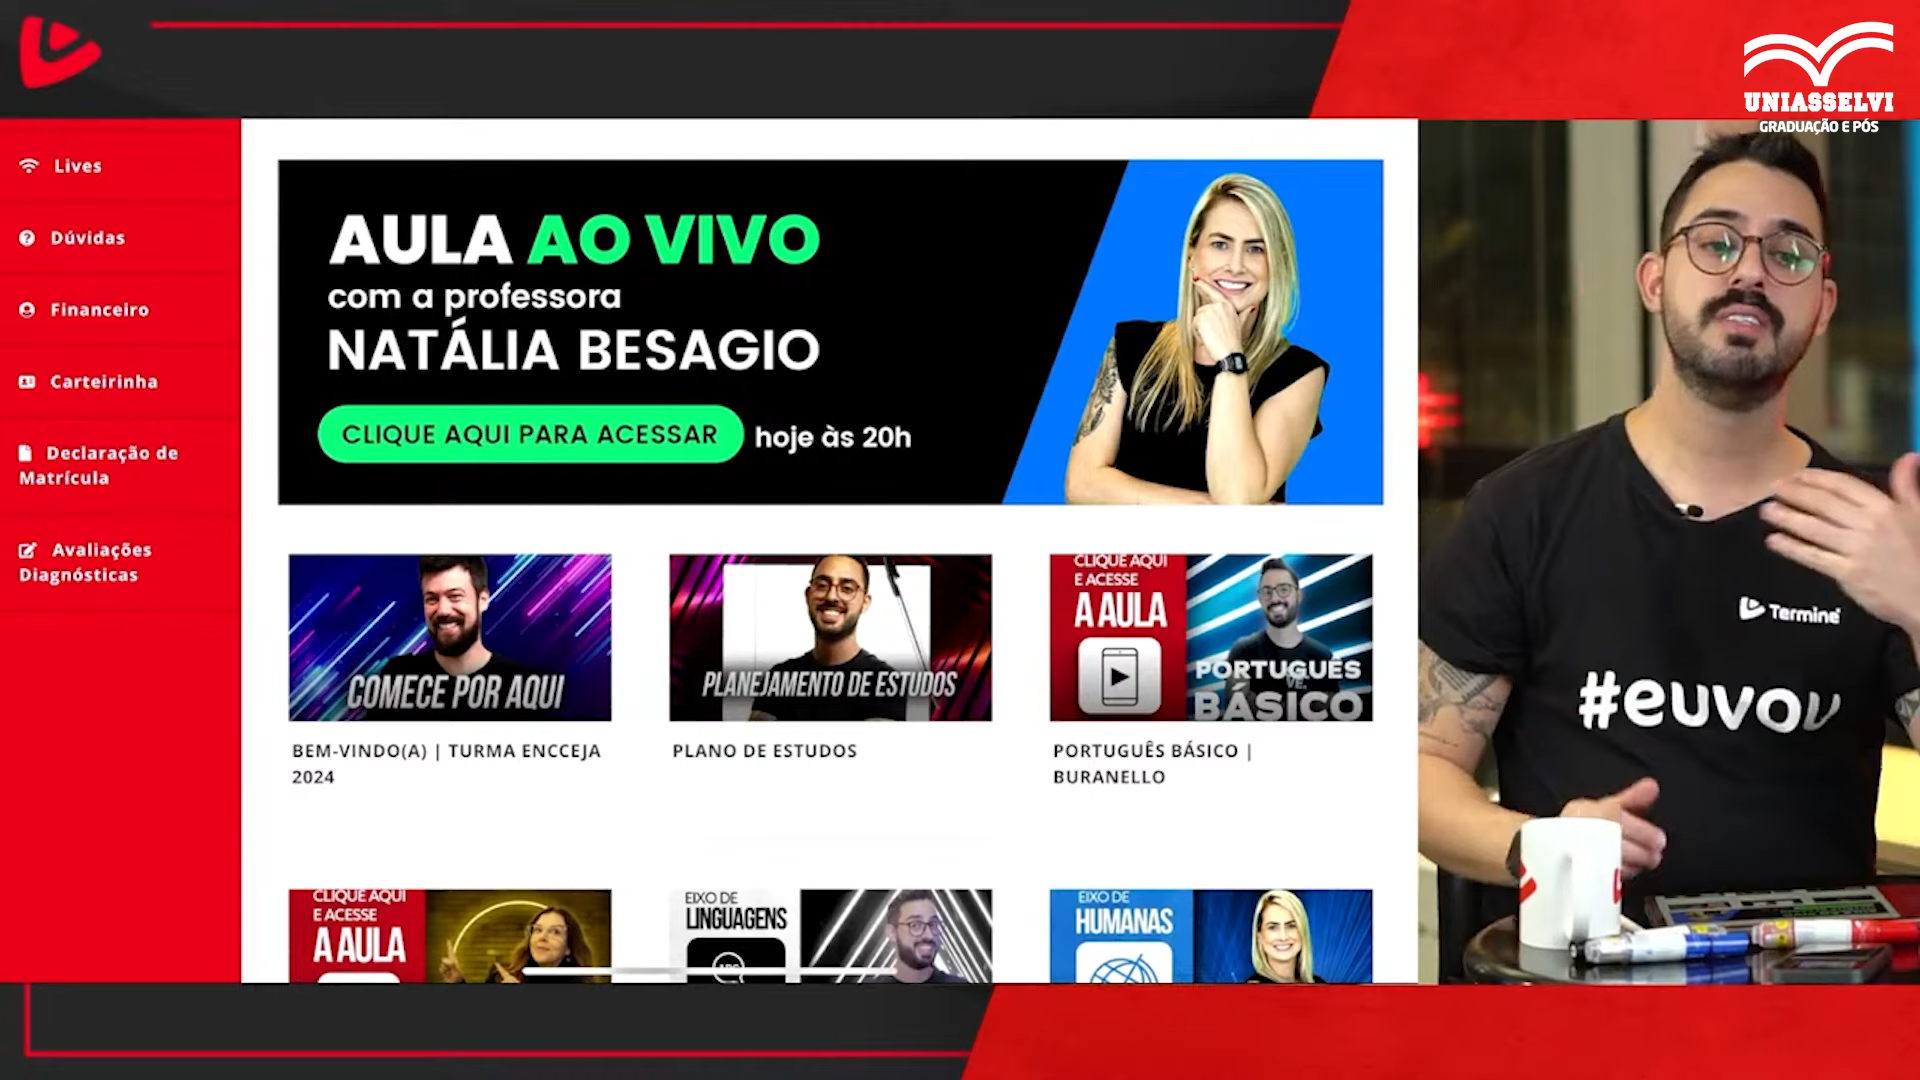 UNIASSELVI
GRADUAÇÃO E PÓS
Lives
Dúvidas
Financeiro
Carteirinha
Declaração de
Matrícula
Avaliações
Diagnósticas
AULA AO VIVO
com a professora
NATÁLIA BESAGIO
CLIQUE AQUI PARA ACESSAR hoje às 20h
COMECE POR AQUI
BEM-VINDO(A) | TURMA ENCCEJA
2024
PLANEJAMENTO DE ESTUDOS
PLANO DE ESTUDOS
CLIQUE AQUI
E ACESSE
A AULA
PORTUGUÊS
BÁSICO
PORTUGUÊS BÁSICO |
BURANELLO
CLIQUE AQUI
E ACESSE
A AULA
EIXO DE
LINGUAGENS
EIXO DE
HUMANAS
Termine
#euvou